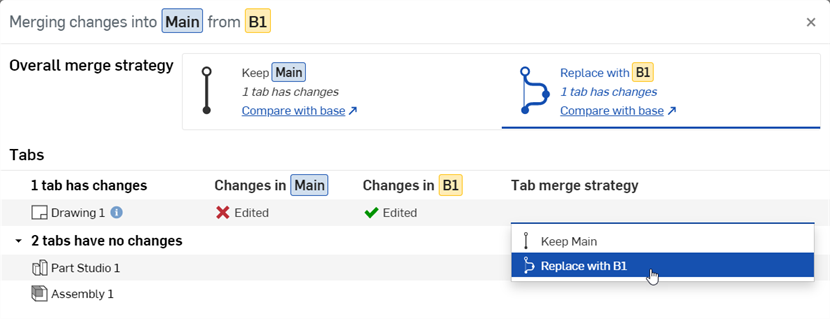 Merging changes into Main from B1
Overall merge strategy
Keep Main
1 tab has changes
Compare with base
Replace with B1
1 tab has changes
Compare with base
Tabs
1 tab has changes Changes in Main Changes in B1 Tab merge strategy
Drawing 1 Edited Edited
2 tabs have no changes
Keep Main
Replace with B1
Part Studio 1
Assembly 1